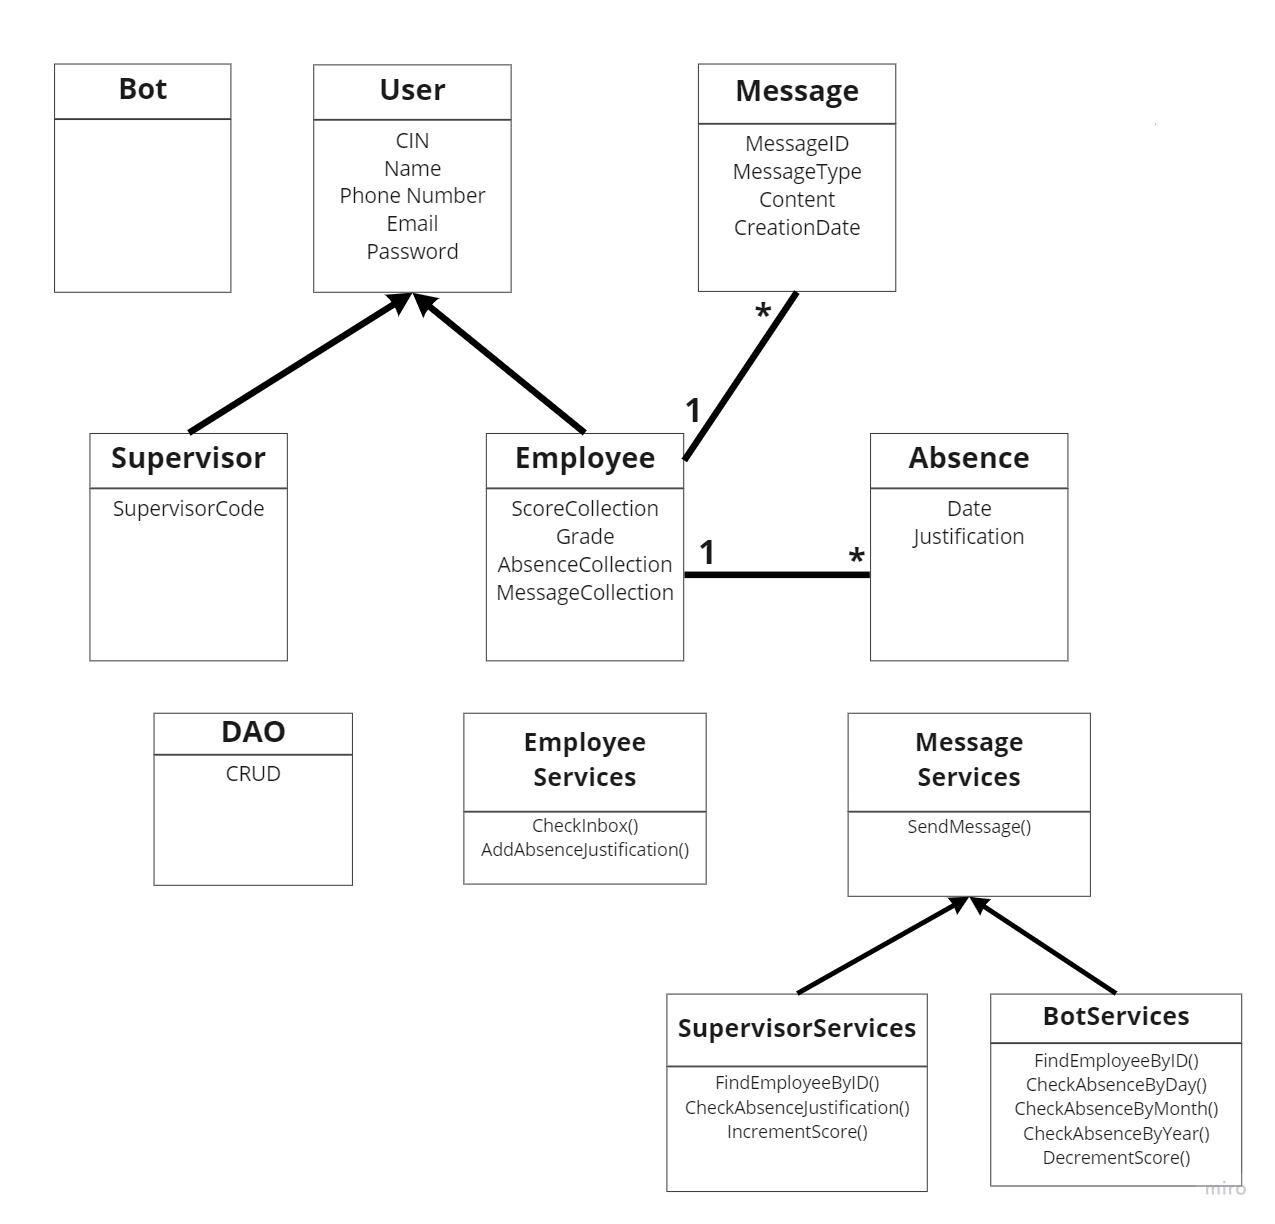 Bot
User
CIN
Name
Phone Number
Email
Password
Message
MessageID
MessageType
Content
CreationDate
*
1
Supervisor
SupervisorCode
Employee
ScoreCollection
Grade
AbsenceCollection
MessageCollection
1
*
Absence
Date
Justification
DAO
CRUD
Employee
Services
CheckInbox()
AddAbsenceJustification()
Message
Services
SendMessage()
SupervisorServices
FindEmployeeByID()
CheckAbsenceJustification()
IncrementScore()
BotServices
FindEmployeeByID()
CheckAbsenceByDay()
CheckAbsenceByMonth()
CheckAbsenceByYear()
DecrementScore()
miro